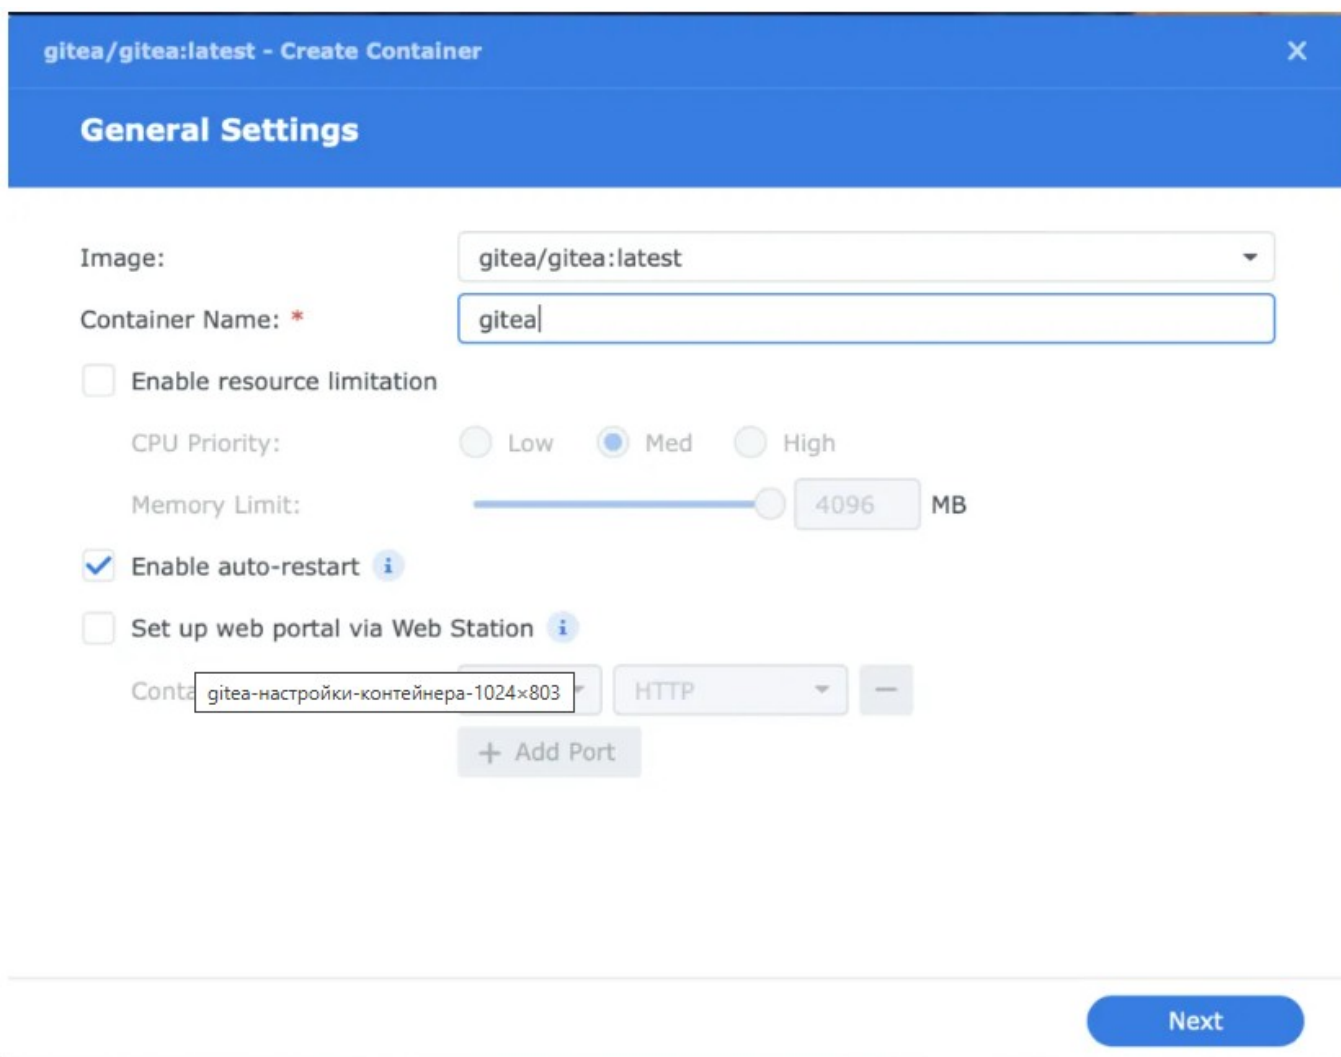 gitea/gitea:latest - Create Container
General Settings
Image: gitea/gitea:latest
Container Name: * gitea
Enable resource limitation
CPU Priority: Low Med High
Memory Limit: 4096 MB
Enable auto-restart i
Set up web portal via Web Station i
gitea-настройки-контейнера-1024×803 HTTP
+ Add Port
Next